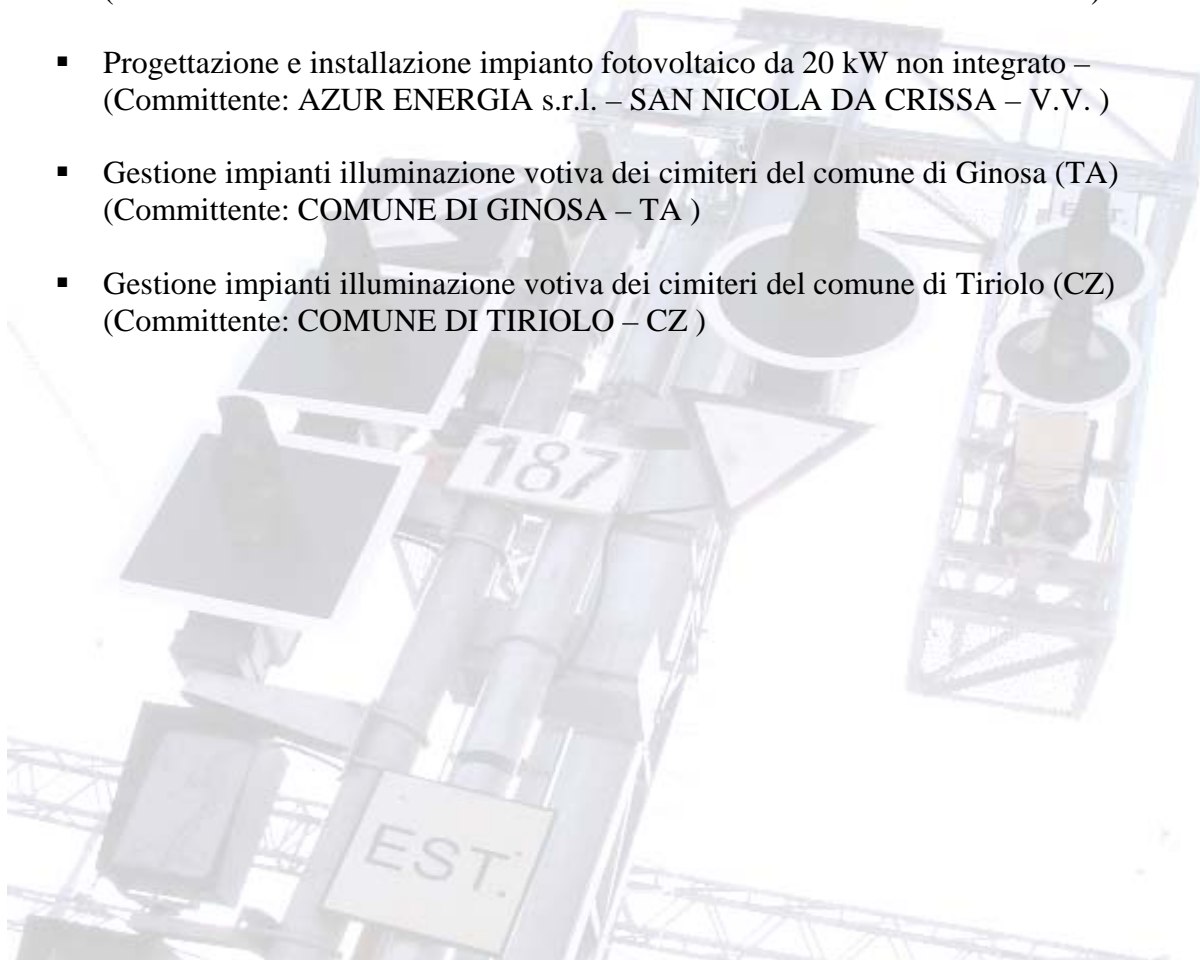 ▪ Progettazione e installazione impianto fotovoltaico da 20 kW non integrato –
(Committente: AZUR ENERGIA s.r.l. – SAN NICOLA DA CRISSA – V.V. )
▪ Gestione impianti illuminazione votiva dei cimiteri del comune di Ginosa (TA)
(Committente: COMUNE DI GINOSA – TA )
▪ Gestione impianti illuminazione votiva dei cimiteri del comune di Tiriolo (CZ)
(Committente: COMUNE DI TIRIOLO – CZ )
187
EST.